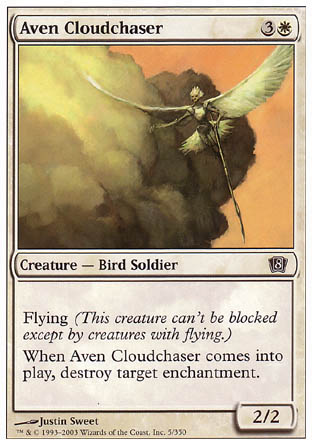 Aven Cloudchaser 3
Creature — Bird Soldier 8
Flying (This creature can't be blocked
except by creatures with flying.)
When Aven Cloudchaser comes into
play, destroy target enchantment.
Justin Sweet
™ & © 1993–2003 Wizards of the Coast, Inc. 5/350
2/2